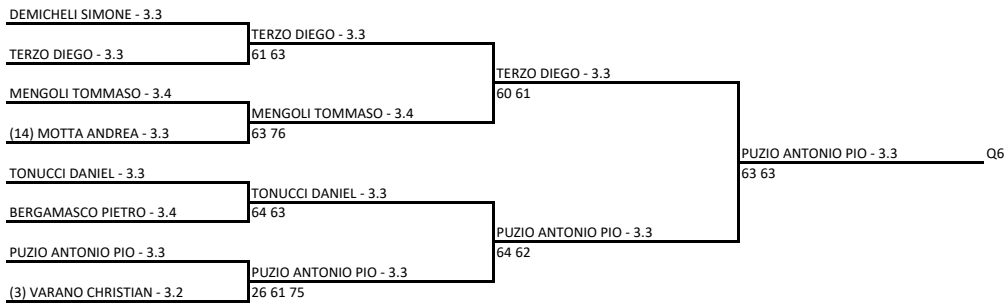 DEMICHELI SIMONE - 3.3
TERZO DIEGO - 3.3
61 63
TERZO DIEGO - 3.3
TERZO DIEGO - 3.3
60 61
MENGOLI TOMMASO - 3.4
MENGOLI TOMMASO - 3.4
63 76
(14) MOTTA ANDREA - 3.3
PUZIO ANTONIO PIO - 3.3
Q6
63 63
TONUCCI DANIEL - 3.3
TONUCCI DANIEL - 3.3
64 63
BERGAMASCO PIETRO - 3.4
PUZIO ANTONIO PIO - 3.3
64 62
PUZIO ANTONIO PIO - 3.3
PUZIO ANTONIO PIO - 3.3
26 61 75
(3) VARANO CHRISTIAN - 3.2